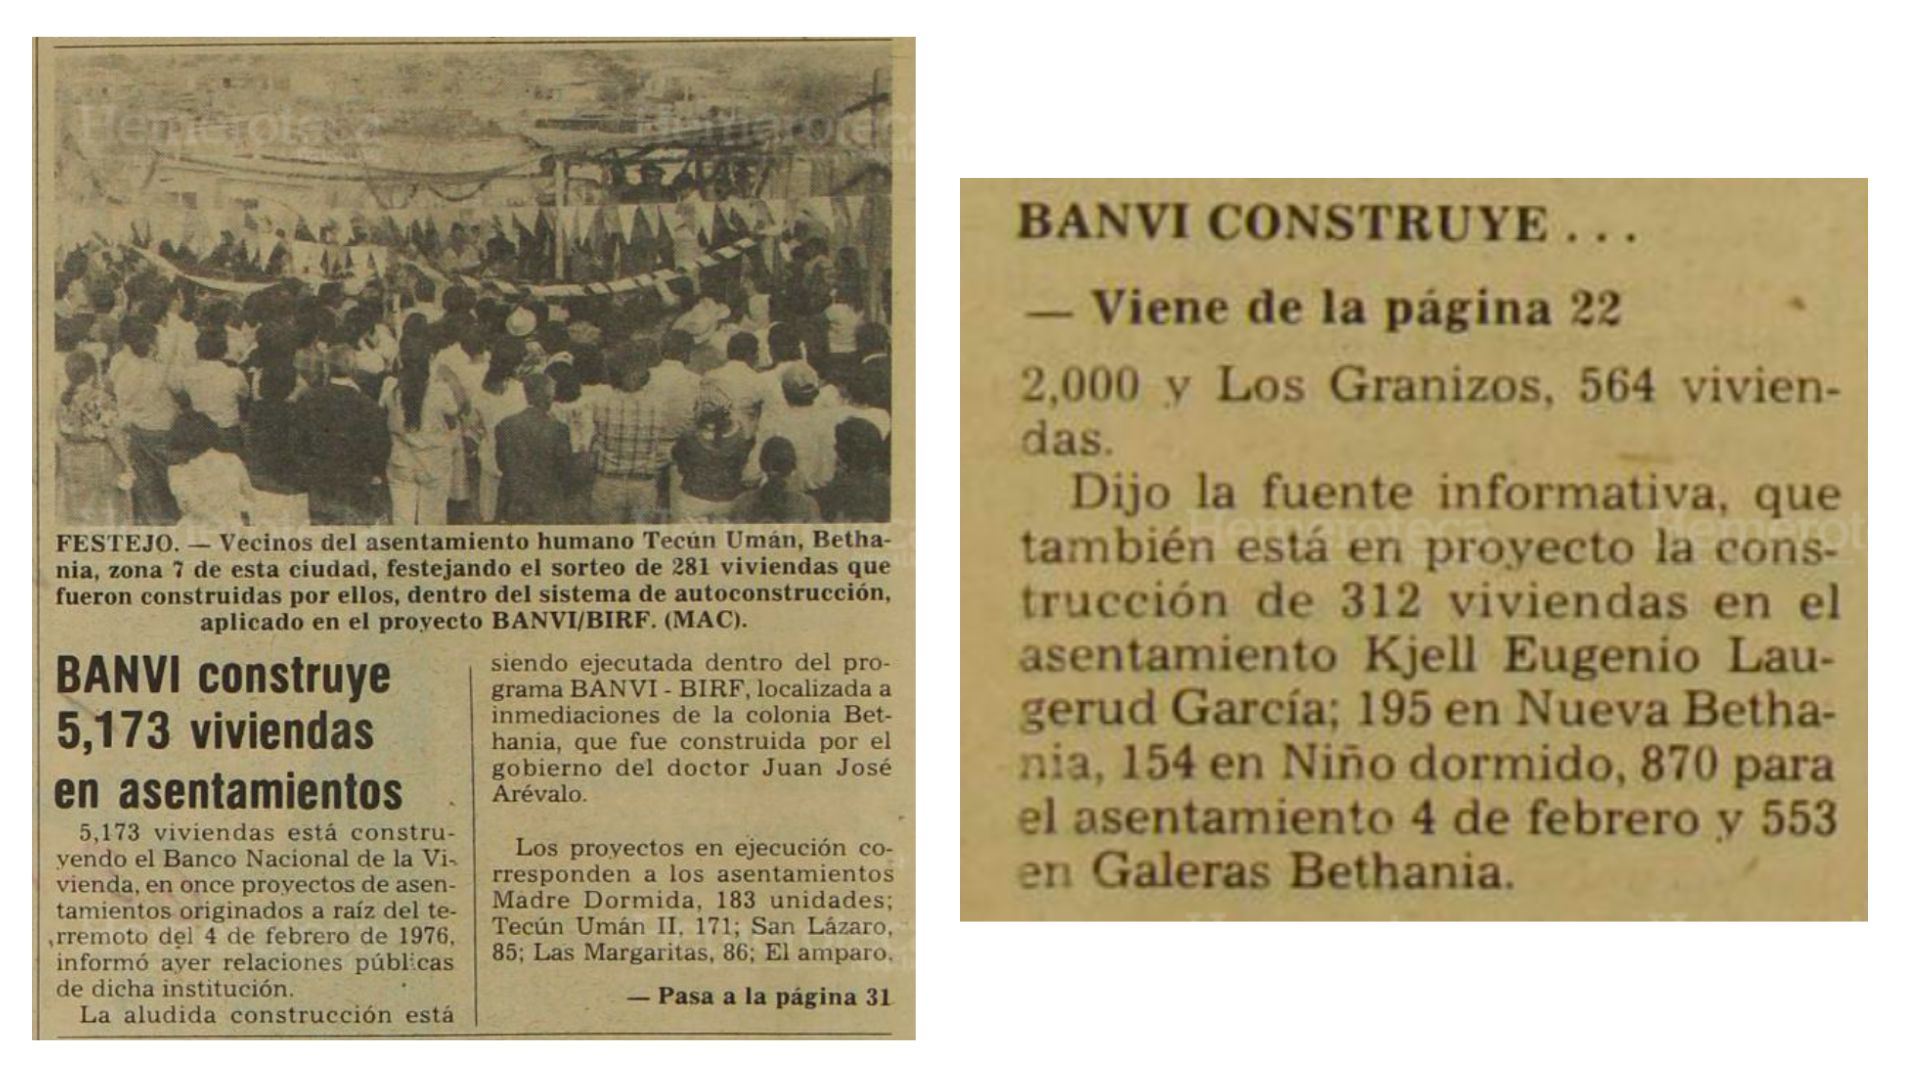 FESTEJO. — Vecinos del asentamiento humano Tecún Umán, Betha-
nia, zona 7 de esta ciudad, festejando el sorteo de 281 viviendas que
fueron construidas por ellos, dentro del sistema de autoconstrucción,
aplicado en el proyecto BANVI/BIRF. (MAC).
BANVI construye
5,173 viviendas
en asentamientos
5,173 viviendas está constru-
yendo el Banco Nacional de la Vi-
vienda, en once proyectos de asen-
tamientos originados a raíz del te-
rremoto del 4 de febrero de 1976,
informó ayer relaciones públicas
de dicha institución.
La aludida construcción está
siendo ejecutada dentro del pro-
grama BANVI - BIRF, localizada a
inmediaciones de la colonia Bet-
hania, que fue construida por el
gobierno del doctor Juan José
Arévalo.
Los proyectos en ejecución co-
rresponden a los asentamientos
Madre Dormida, 183 unidades;
Tecún Umán II, 171; San Lázaro,
85; Las Margaritas, 86; El amparo,
— Pasa a la página 31
BANVI CONSTRUYE . . .
— Viene de la página 22
2,000 y Los Granizos, 564 vivien-
das.
Dijo la fuente informativa, que
también está en proyecto la cons-
trucción de 312 viviendas en el
asentamiento Kjell Eugenio Lau-
gerud García; 195 en Nueva Betha-
nia, 154 en Niño dormido, 870 para
el asentamiento 4 de febrero y 553
en Galeras Bethania.
Hemeroteca